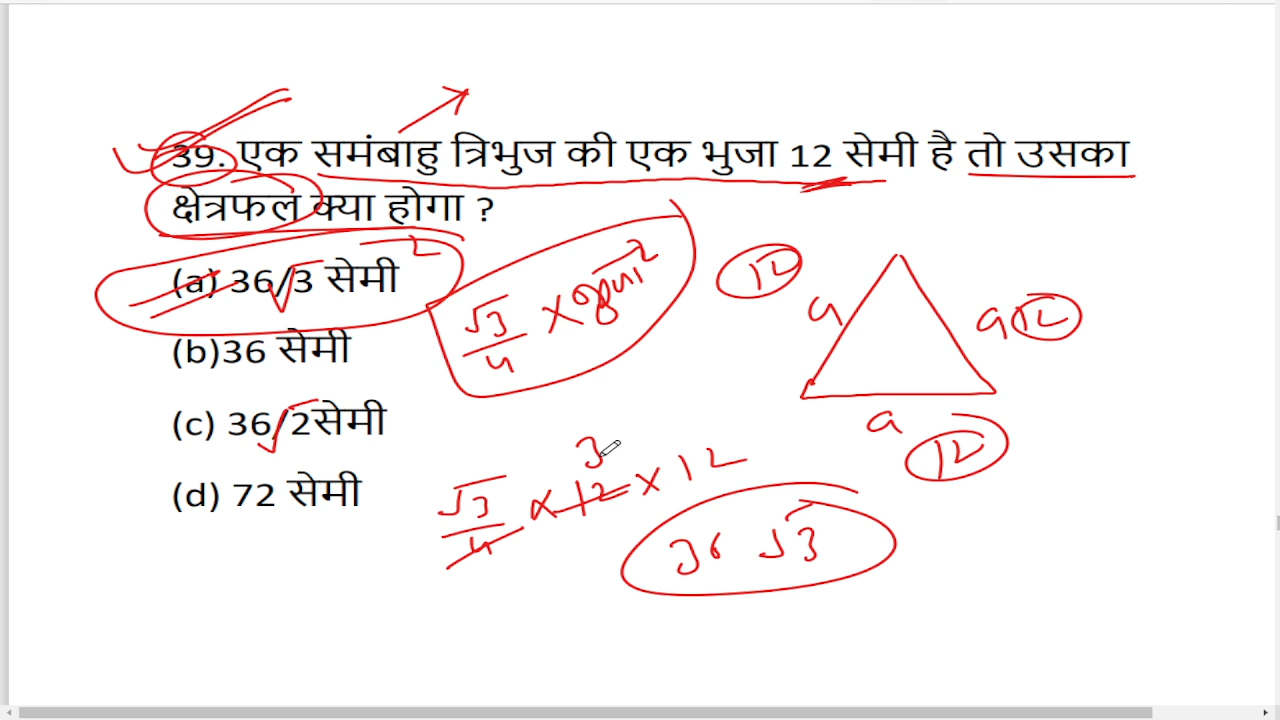 39. एक समंबाहु त्रिभुज की एक भुजा 12 सेमी है तो उसका
क्षेत्रफल क्या होगा ?
(a) 36√3 सेमी²
(b)36 सेमी
(c) 36√2सेमी
(d) 72 सेमी
√3/4 × भुजा²
12
a
a 12
a
12
√3/4 × 12 × 12
3
36 √3